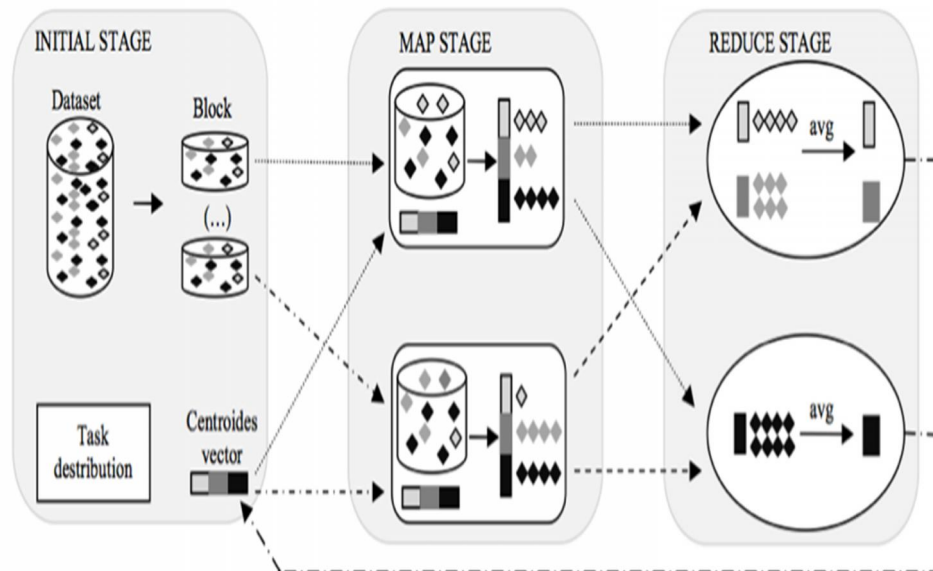 INITIAL STAGE
Dataset
Block
(...)
Task
destribution
Centroides
vector
MAP STAGE
REDUCE STAGE
avg
avg